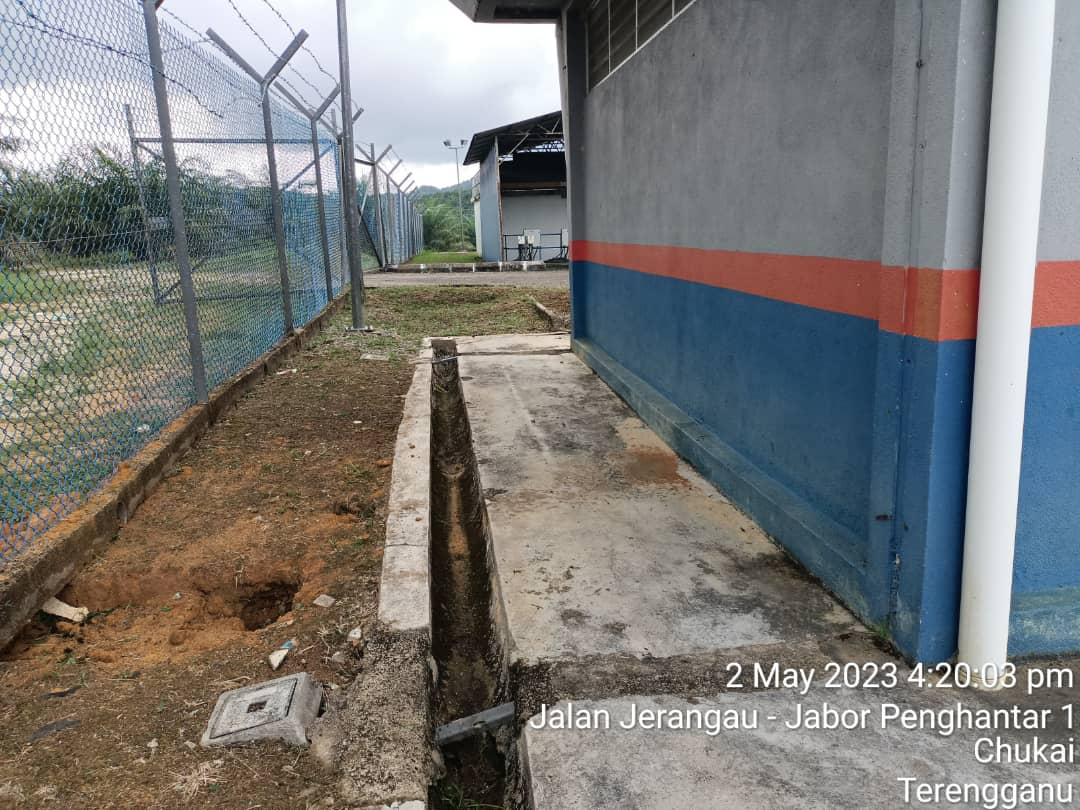 2 May 2023 4:20:03 pm
Jalan Jerangau - Jabor Penghantar 1
Chukai
Terengganu